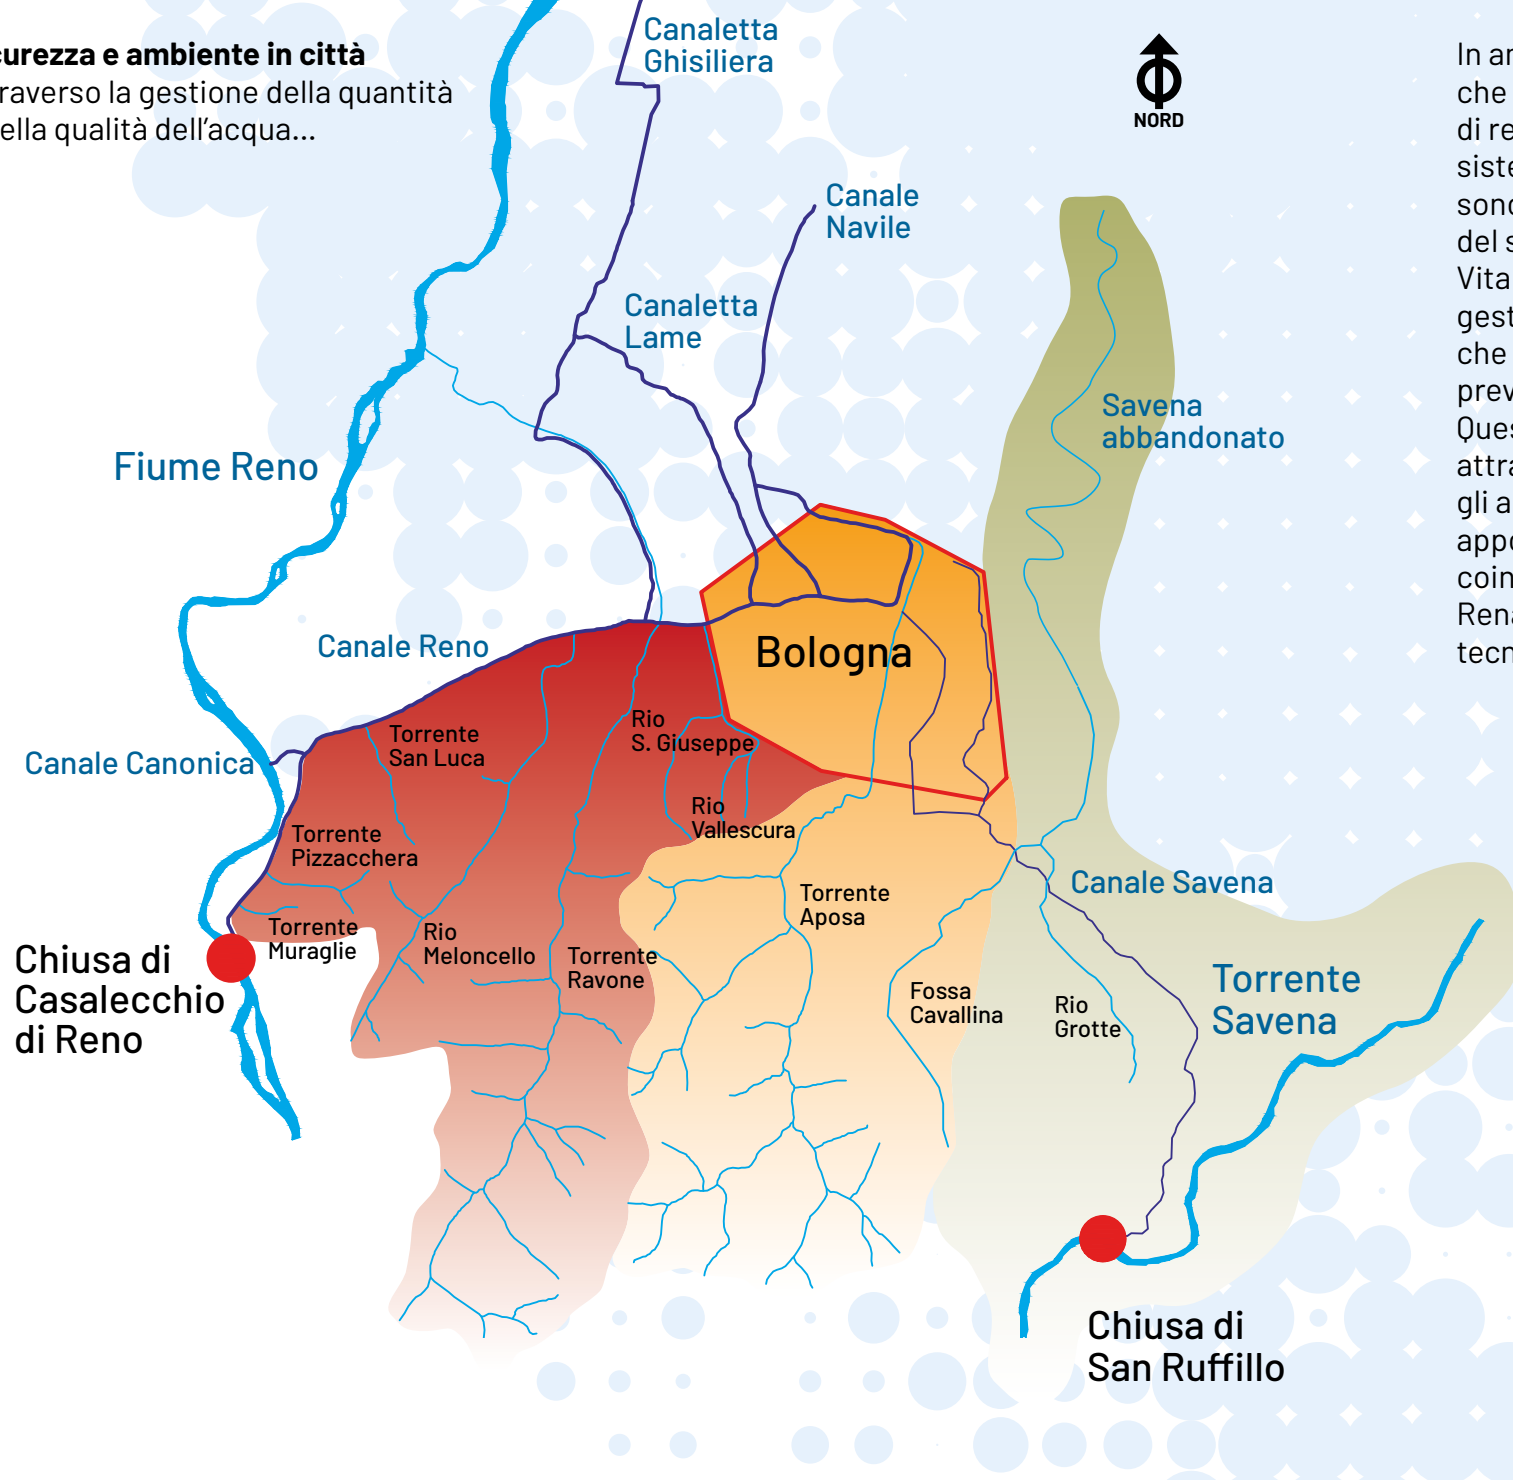 curezza e ambiente in città
raverso la gestione della quantità
ella qualità dell'acqua...
Canaletta
Ghisiliera
NORD
Canale
Navile
Canaletta
Lame
Savena
abbandonato
Fiume Reno
Canale Reno
Bologna
Canale Canonica
Torrente
San Luca
Rio
S. Giuseppe
Rio
Vallescura
Torrente
Pizzacchera
Torrente
Muraglie
Rio
Meloncello
Torrente
Ravone
Torrente
Aposa
Canale Savena
Fossa
Cavallina
Rio
Grotte
Torrente
Savena
Chiusa di
Casalecchio
di Reno
Chiusa di
San Ruffillo
In a
che
di re
siste
sono
del s
Vita
gest
che
prev
Ques
attra
gli a
appo
coin
Rena
tecn